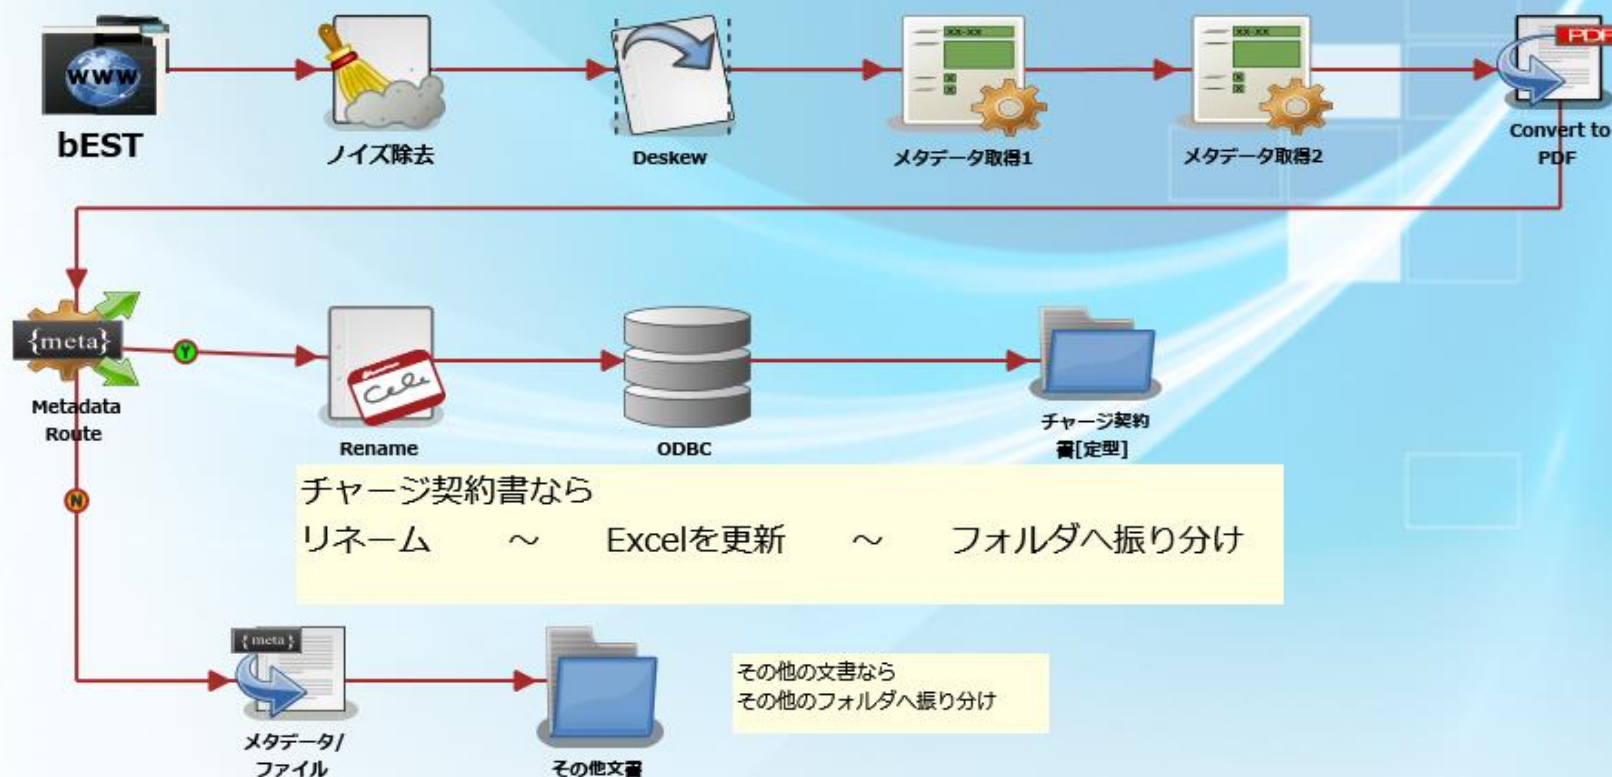 www
bEST
ノイズ除去
Deskew
XX-XX
メタデータ取得1
XX-XX
メタデータ取得2
PDF
Convert to
PDF
{meta}
Metadata
Route
Y
Rename
ODBC
チャージ契約
書[定型]
N
チャージ契約書なら
リネーム ～ Excelを更新 ～ フォルダへ振り分け
{meta}
メタデータ/
ファイル
その他文書
その他の文書なら
その他のフォルダへ振り分け